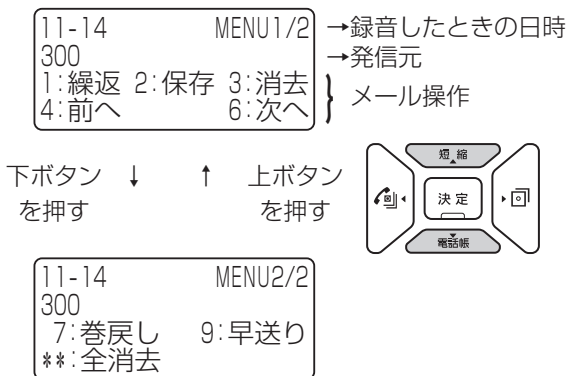 11-14 MENU1/2 →録音したときの日時
300 →発信元
1:繰返 2:保存 3:消去
4:前へ 6:次へ
メール操作
下ボタン ↓ ↑ 上ボタン
を押す を押す
短縮
決定
電話帳
11-14 MENU2/2
300
7:巻戻し 9:早送り
**:全消去